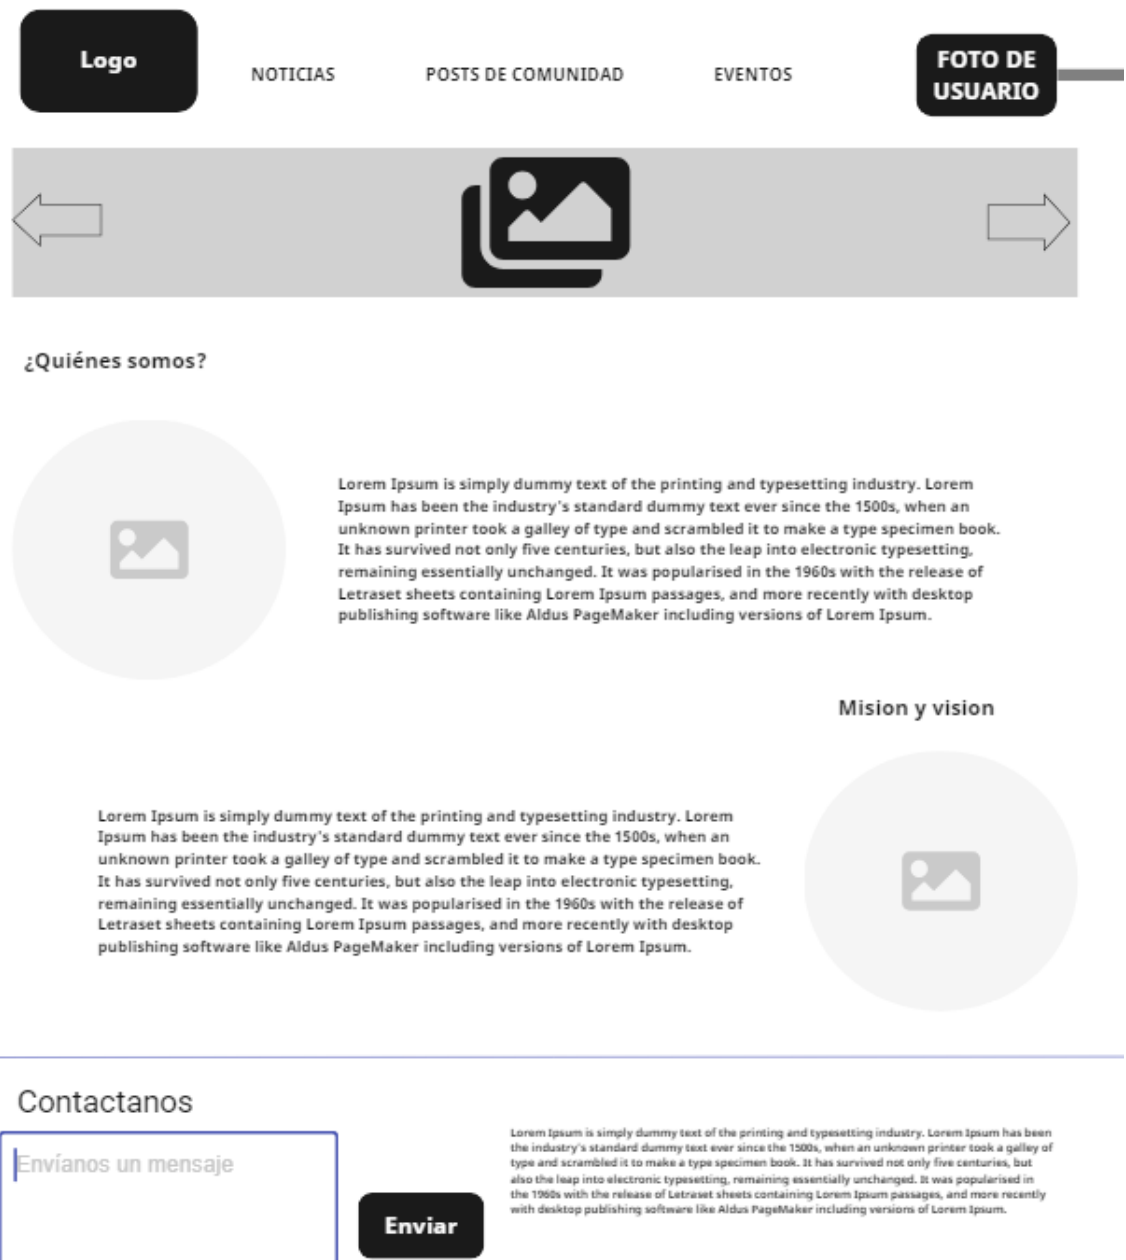 Logo
NOTICIAS
POSTS DE COMUNIDAD
EVENTOS
FOTO DE
USUARIO
¿Quiénes somos?
Lorem Ipsum is simply dummy text of the printing and typesetting industry. Lorem
Ipsum has been the industry's standard dummy text ever since the 1500s, when an
unknown printer took a galley of type and scrambled it to make a type specimen book.
It has survived not only five centuries, but also the leap into electronic typesetting,
remaining essentially unchanged. It was popularised in the 1960s with the release of
Letraset sheets containing Lorem Ipsum passages, and more recently with desktop
publishing software like Aldus PageMaker including versions of Lorem Ipsum.
Mision y vision
Lorem Ipsum is simply dummy text of the printing and typesetting industry. Lorem
Ipsum has been the industry's standard dummy text ever since the 1500s, when an
unknown printer took a galley of type and scrambled it to make a type specimen book.
It has survived not only five centuries, but also the leap into electronic typesetting,
remaining essentially unchanged. It was popularised in the 1960s with the release of
Letraset sheets containing Lorem Ipsum passages, and more recently with desktop
publishing software like Aldus PageMaker including versions of Lorem Ipsum.
Contactanos
Envíanos un mensaje
Enviar
Lorem Ipsum is simply dummy text of the printing and typesetting industry. Lorem Ipsum has been
the industry's standard dummy text ever since the 1500s, when an unknown printer took a galley of
type and scrambled it to make a type specimen book. It has survived not only five centuries, but
also the leap into electronic typesetting, remaining essentially unchanged. It was popularised in
the 1960s with the release of Letraset sheets containing Lorem Ipsum passages, and more recently
with desktop publishing software like Aldus PageMaker including versions of Lorem Ipsum.